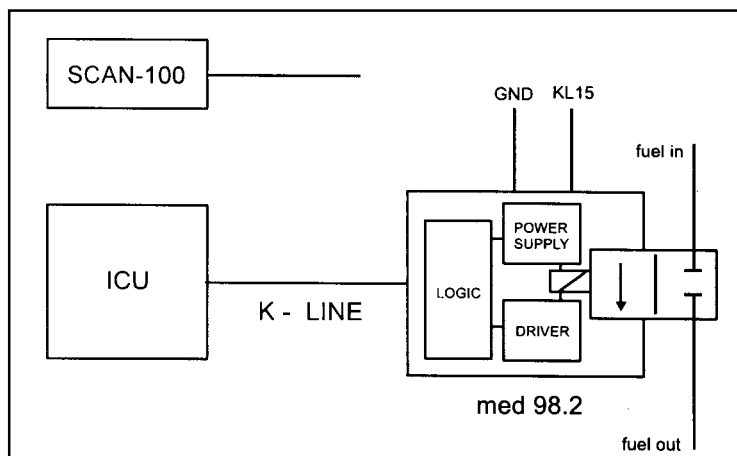 SCAN-100
GND KL15
fuel in
POWER
SUPPLY
ICU
LOGIC
K - LINE
DRIVER
med 98.2
fuel out